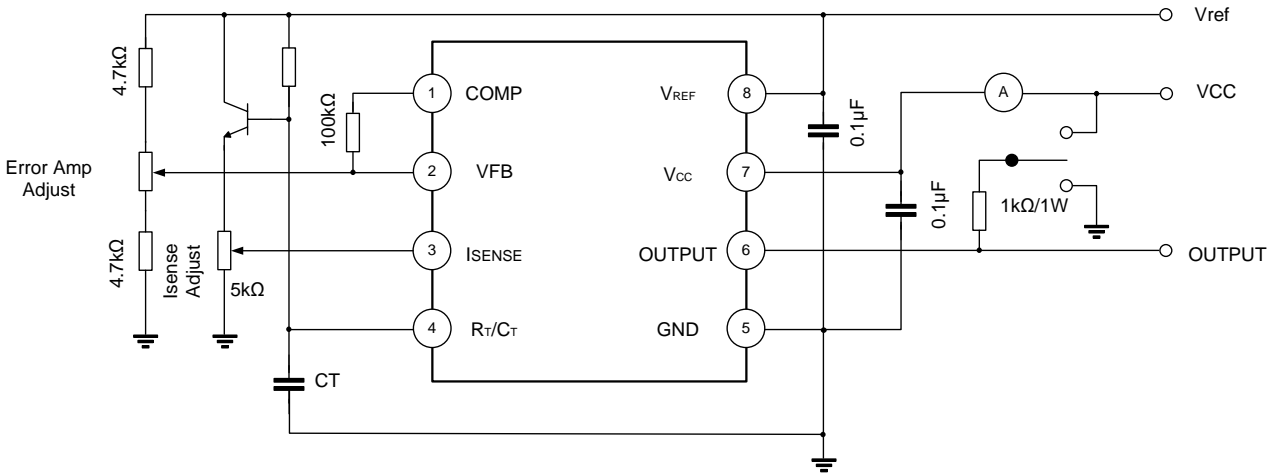 Vref
4.7kΩ
1
COMP
VREF
8
A
VCC
100kΩ
0.1µF
Error Amp
Adjust
2
VFB
VCC
7
0.1µF
1kΩ/1W
4.7kΩ
Isense
Adjust
5kΩ
3
ISENSE
OUTPUT
6
OUTPUT
4
RT/CT
GND
5
CT